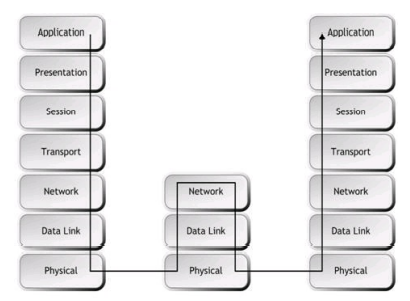 Application
Presentation
Session
Transport
Network
Data Link
Physical
Network
Data Link
Physical
Application
Presentation
Session
Transport
Network
Data Link
Physical